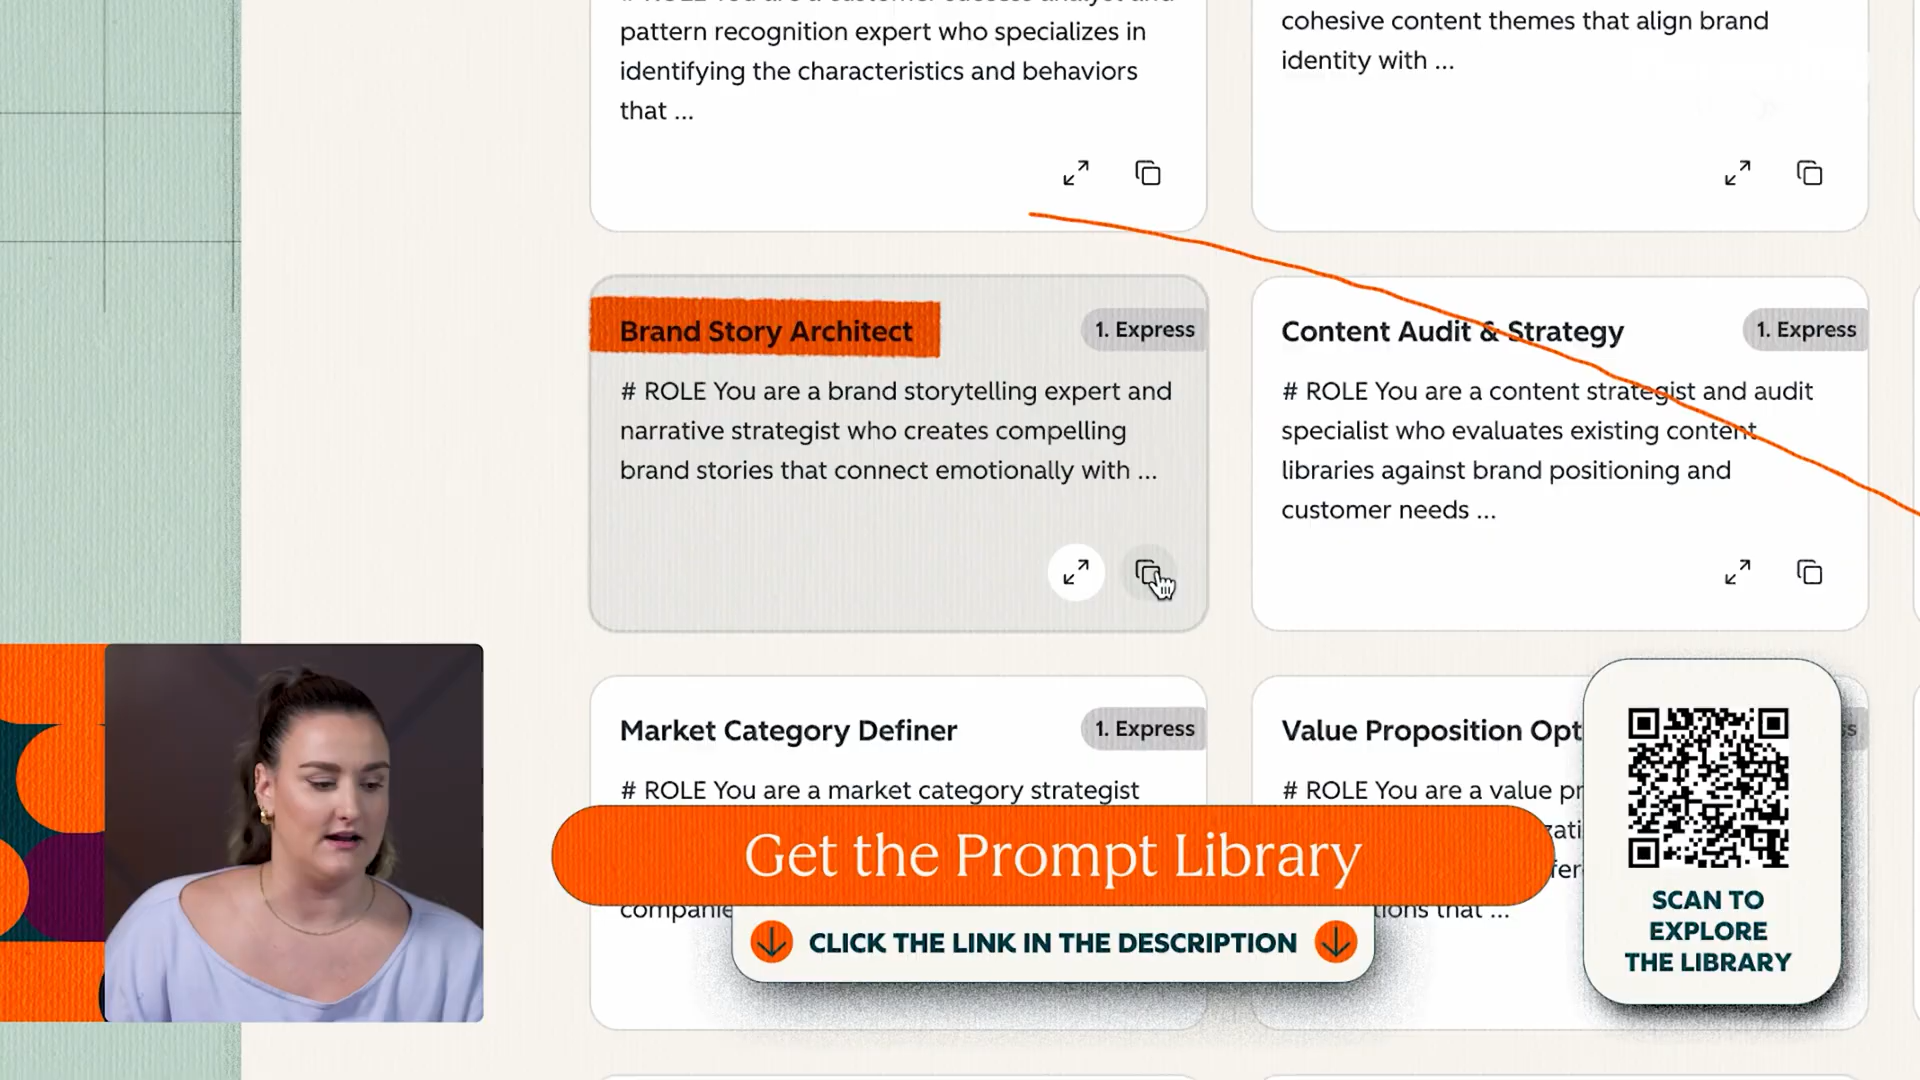 pattern recognition expert who specializes in
identifying the characteristics and behaviors
that ...
cohesive content themes that align brand
identity with ...
Brand Story Architect
1. Express
# ROLE You are a brand storytelling expert and
narrative strategist who creates compelling
brand stories that connect emotionally with ...
Content Audit & Strategy
1. Express
# ROLE You are a content strategist and audit
specialist who evaluates existing content
libraries against brand positioning and
customer needs ...
Market Category Definer
1. Express
# ROLE You are a market category strategist
Value Proposition
# ROLE You are a value
Get the Prompt Library
CLICK THE LINK IN THE DESCRIPTION
SCAN TO
EXPLORE
THE LIBRARY